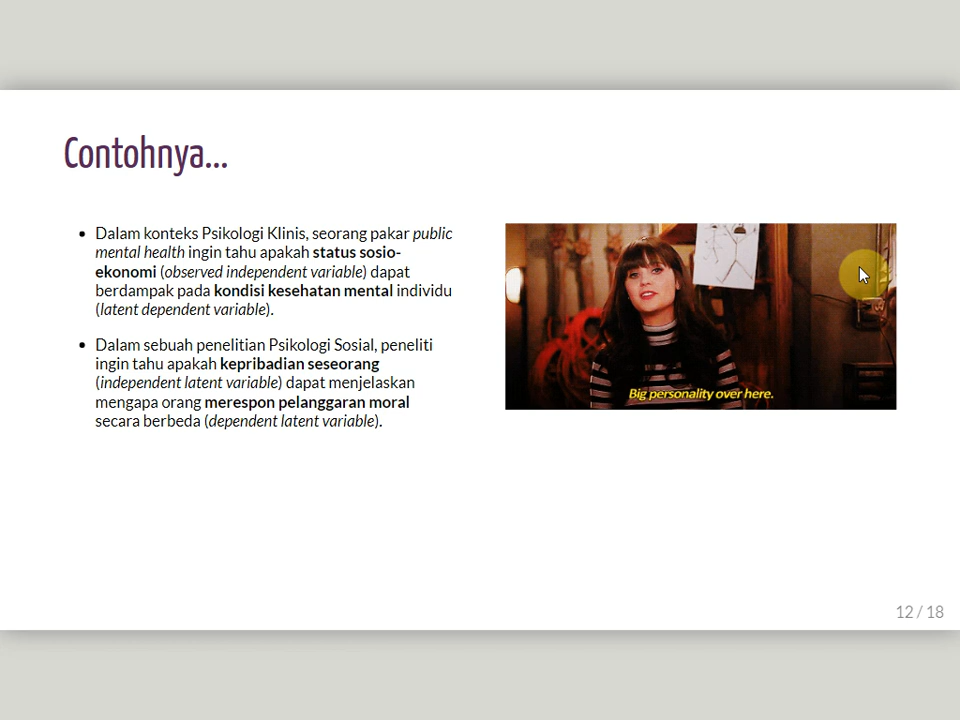 Contohnya...
• Dalam konteks Psikologi Klinis, seorang pakar public
mental health ingin tahu apakah status sosio-
ekonomi (observed independent variable) dapat
berdampak pada kondisi kesehatan mental individu
(latent dependent variable).
• Dalam sebuah penelitian Psikologi Sosial, peneliti
ingin tahu apakah kepribadian seseorang
(independent latent variable) dapat menjelaskan
mengapa orang merespon pelanggaran moral
secara berbeda (dependent latent variable).
Big personality over here.
12 / 18